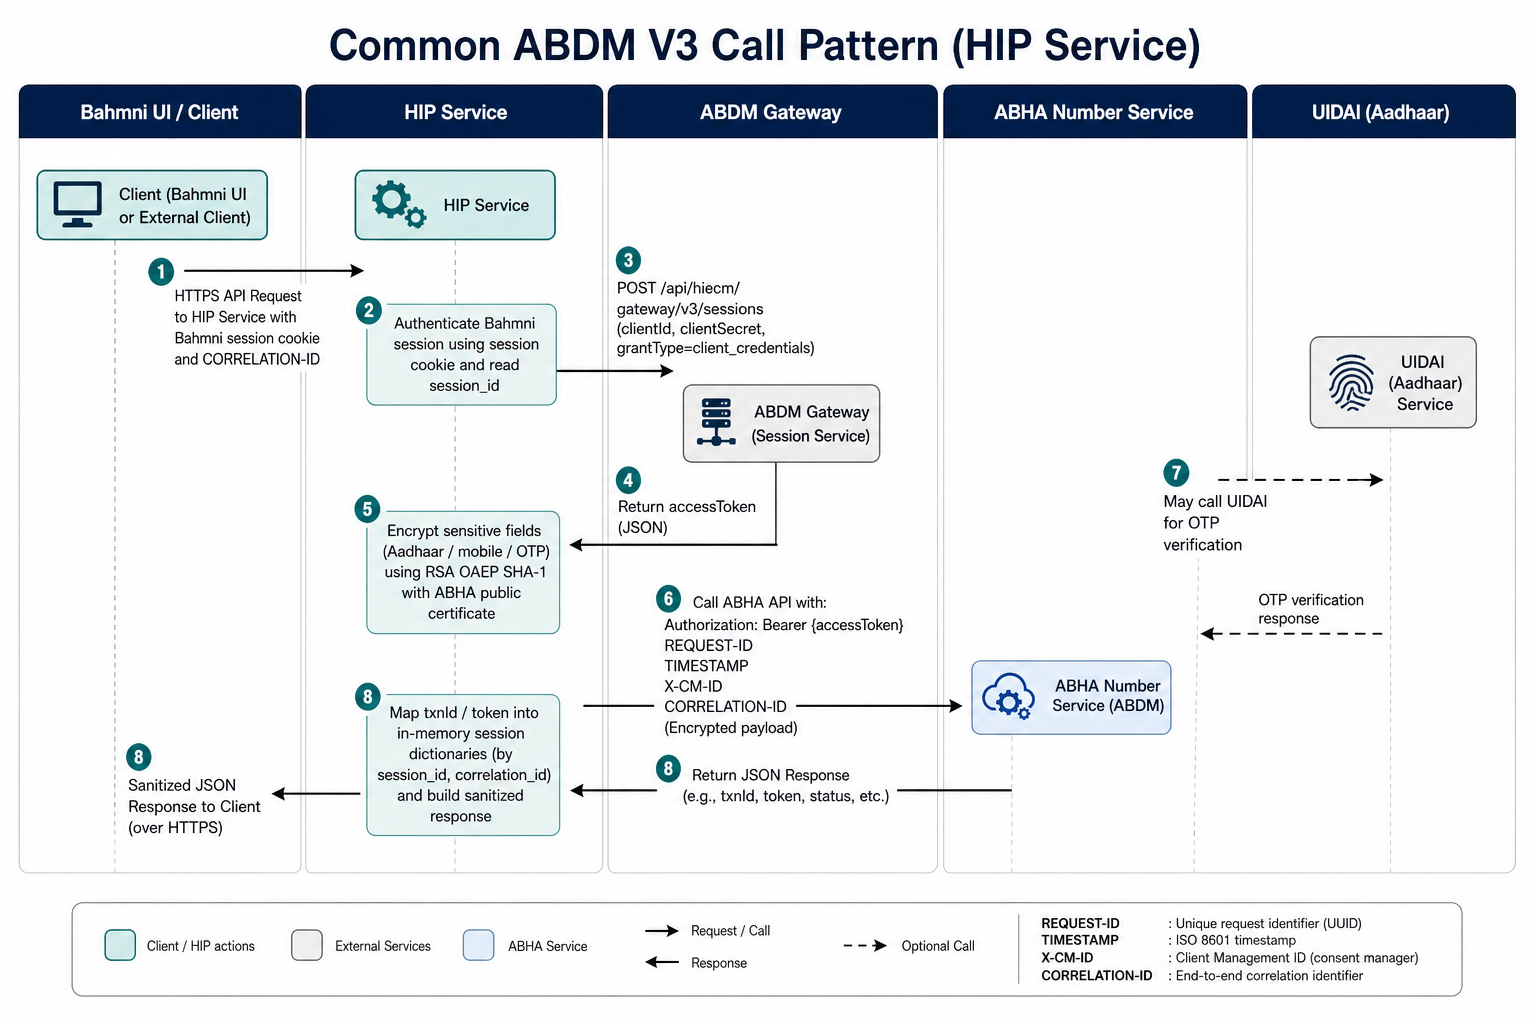 Common ABDM V3 Call Pattern (HIP Service)
Bahmni UI / Client
HIP Service
ABDM Gateway
ABHA Number Service
UIDAI (Aadhaar)
Client (Bahmni UI
or External Client)
HIP Service
1
HTTPS API Request
to HIP Service with
Bahmni session cookie
and CORRELATION-ID
2
Authenticate Bahmni
session using session
cookie and read
session_id
3
POST /api/hiecm/
gateway/v3/sessions
(clientId, clientSecret,
grantType=client_credentials)
ABDM Gateway
(Session Service)
UIDAI
(Aadhaar)
Service
4
Return accessToken
(JSON)
5
Encrypt sensitive fields
(Aadhaar / mobile / OTP)
using RSA OAEP SHA-1
with ABHA public
certificate
6
Call ABHA API with:
Authorization: Bearer {accessToken}
REQUEST-ID
TIMESTAMP
X-CM-ID
CORRELATION-ID
(Encrypted payload)
7
May call UIDAI
for OTP
verification
OTP verification
response
ABHA Number
Service (ABDM)
8
Return JSON Response
(e.g., txnId, token, status, etc.)
8
Map txnId / token into
in-memory session
dictionaries (by
session_id, correlation_id)
and build sanitized
response
8
Sanitized JSON
Response to Client
(over HTTPS)
Client / HIP actions
External Services
ABHA Service
Request / Call
Response
Optional Call
REQUEST-ID : Unique request identifier (UUID)
TIMESTAMP : ISO 8601 timestamp
X-CM-ID : Client Management ID (consent manager)
CORRELATION-ID : End-to-end correlation identifier